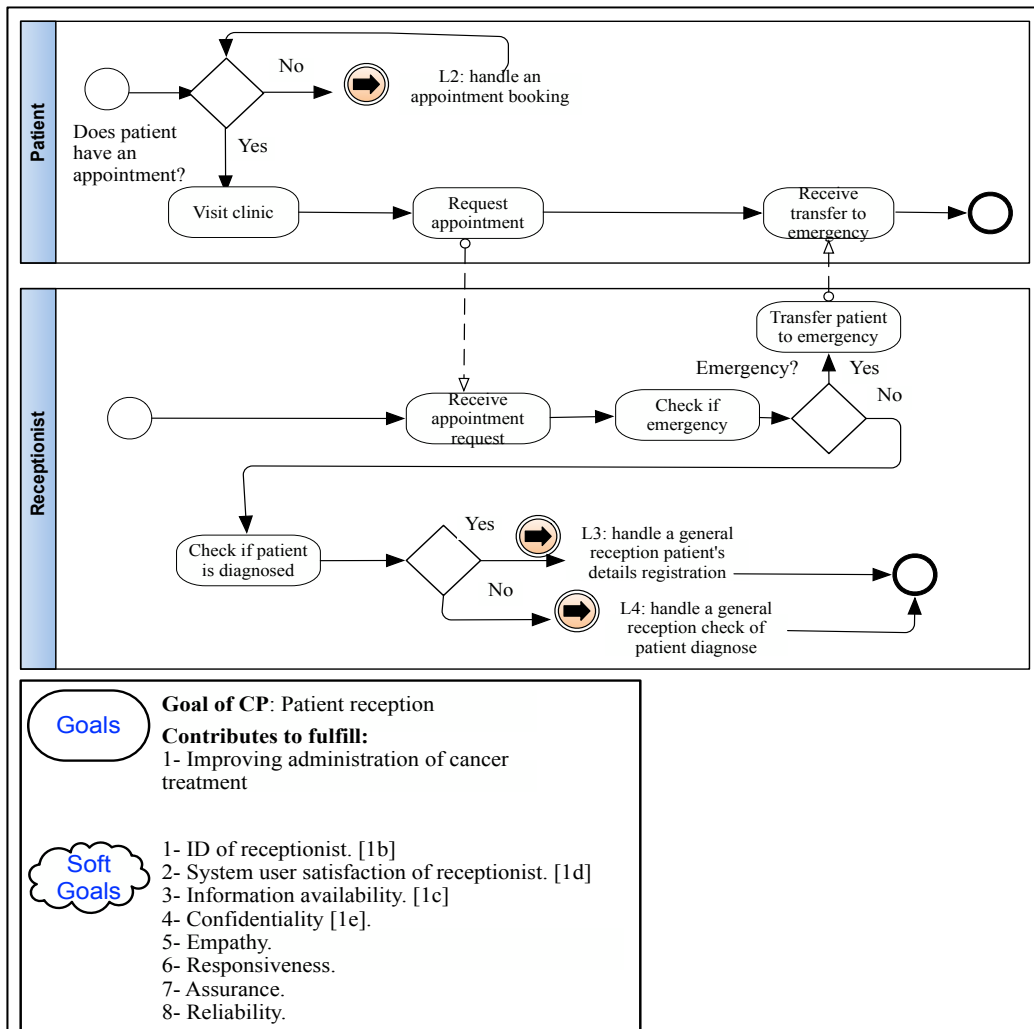 Patient
No
L2: handle an
appointment booking
Does patient
have an
appointment?
Yes
Visit clinic
Request
appointment
Receive
transfer to
emergency
Receptionist
Transfer patient
to emergency
Emergency?
Yes
No
Receive
appointment
request
Check if
emergency
Check if patient
is diagnosed
Yes
L3: handle a general
reception patient's
details registration
No
L4: handle a general
reception check of
patient diagnose
Goals
Goal of CP: Patient reception
Contributes to fulfill:
1- Improving administration of cancer
treatment
Soft
Goals
1- ID of receptionist. [1b]
2- System user satisfaction of receptionist. [1d]
3- Information availability. [1c]
4- Confidentiality [1e].
5- Empathy.
6- Responsiveness.
7- Assurance.
8- Reliability.